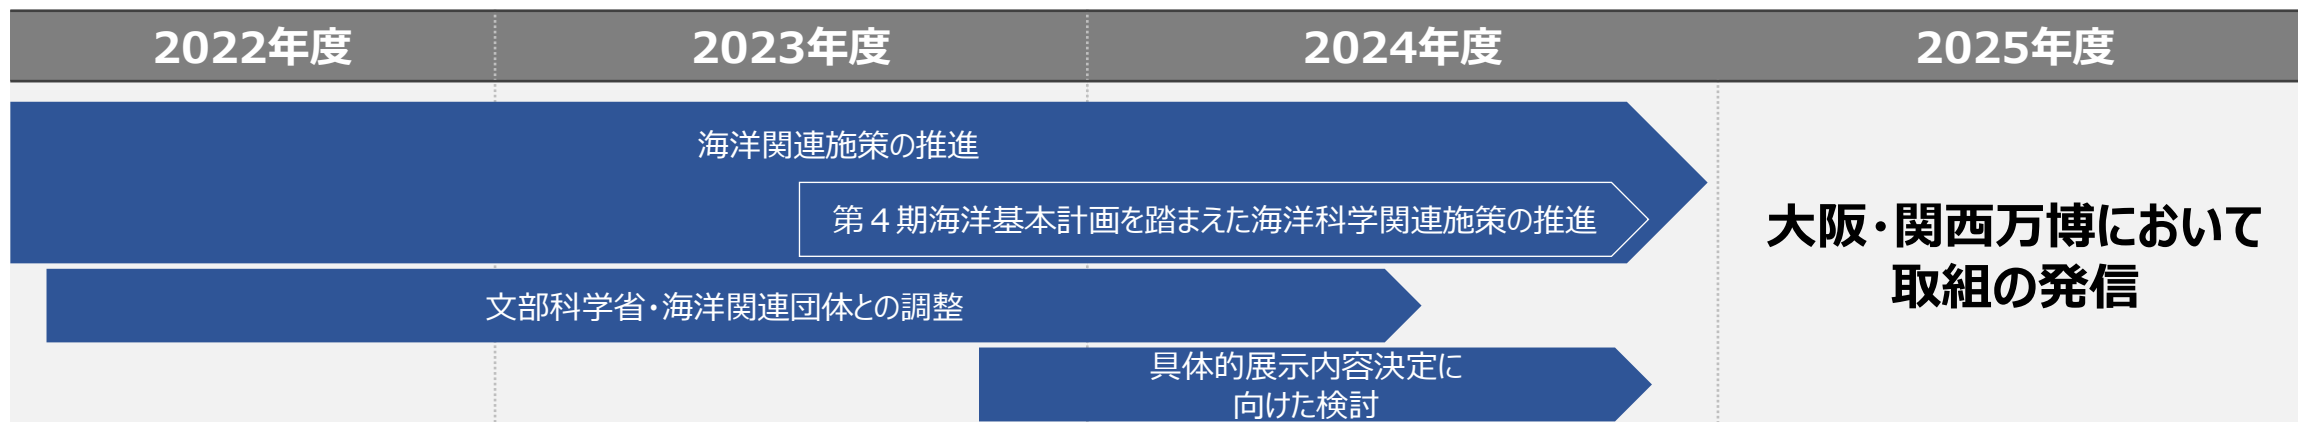 2022年度 2023年度 2024年度 2025年度
海洋関連施策の推進
第４期海洋基本計画を踏まえた海洋科学関連施策の推進
文部科学省・海洋関連団体との調整
具体的展示内容決定に
向けた検討
大阪・関西万博において
取組の発信